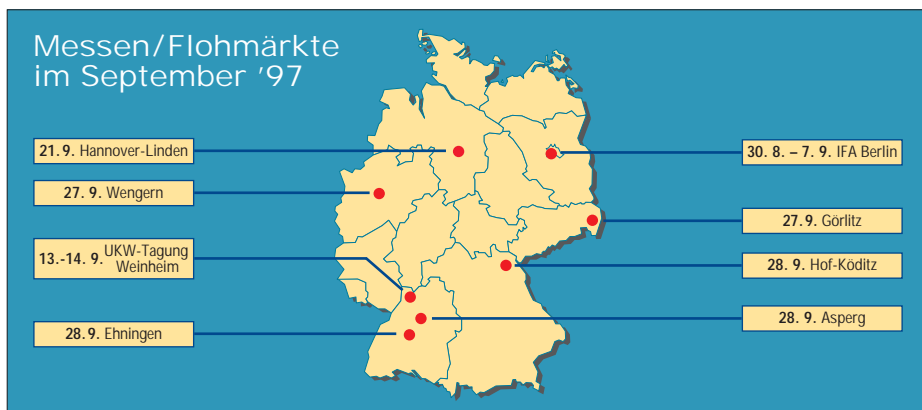 Messen/Flohmärkte
im September '97
21.9. Hannover-Linden
27. 9. Wengern
13.-14. 9. UKW-Tagung
Weinheim
28.9. Ehningen
30. 8. – 7. 9. IFA Berlin
27.9. Görlitz
28. 9. Hof-Köditz
28. 9. Asperg